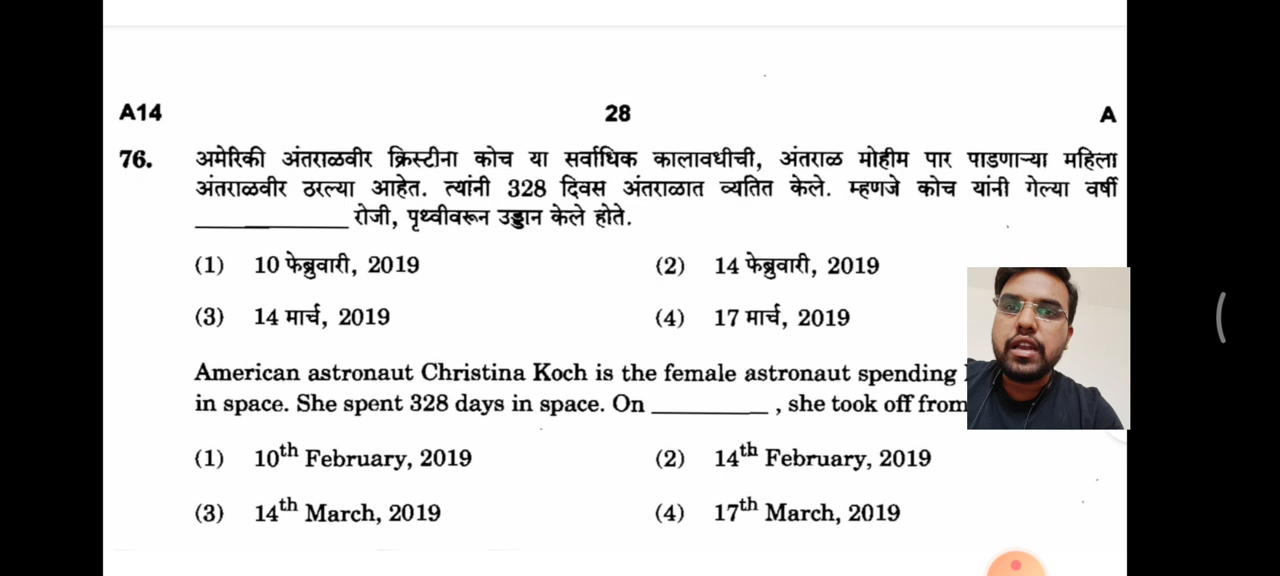 A14 28 A
76. अमेरिकी अंतराळवीर क्रिस्टीना कोच या सर्वाधिक कालावधीची, अंतराळ मोहीम पार पाडणाऱ्या महिला
अंतराळवीर ठरल्या आहेत. त्यांनी 328 दिवस अंतराळात व्यतित केले. म्हणजे कोच यांनी गेल्या वर्षी
____________ रोजी, पृथ्वीवरून उड्डान केले होते.
(1) 10 फेब्रुवारी, 2019 (2) 14 फेब्रुवारी, 2019
(3) 14 मार्च, 2019 (4) 17 मार्च, 2019
American astronaut Christina Koch is the female astronaut spending
in space. She spent 328 days in space. On _________ , she took off from
(1) 10th February, 2019 (2) 14th February, 2019
(3) 14th March, 2019 (4) 17th March, 2019